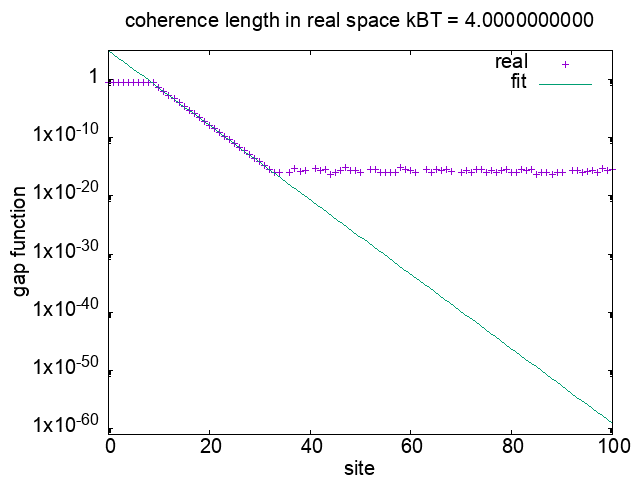 coherence length in real space kBT = 4.0000000000
real
fit
1
1x10^-10
1x10^-20
1x10^-30
1x10^-40
1x10^-50
1x10^-60
gap function
0 20 40 60 80 100
site